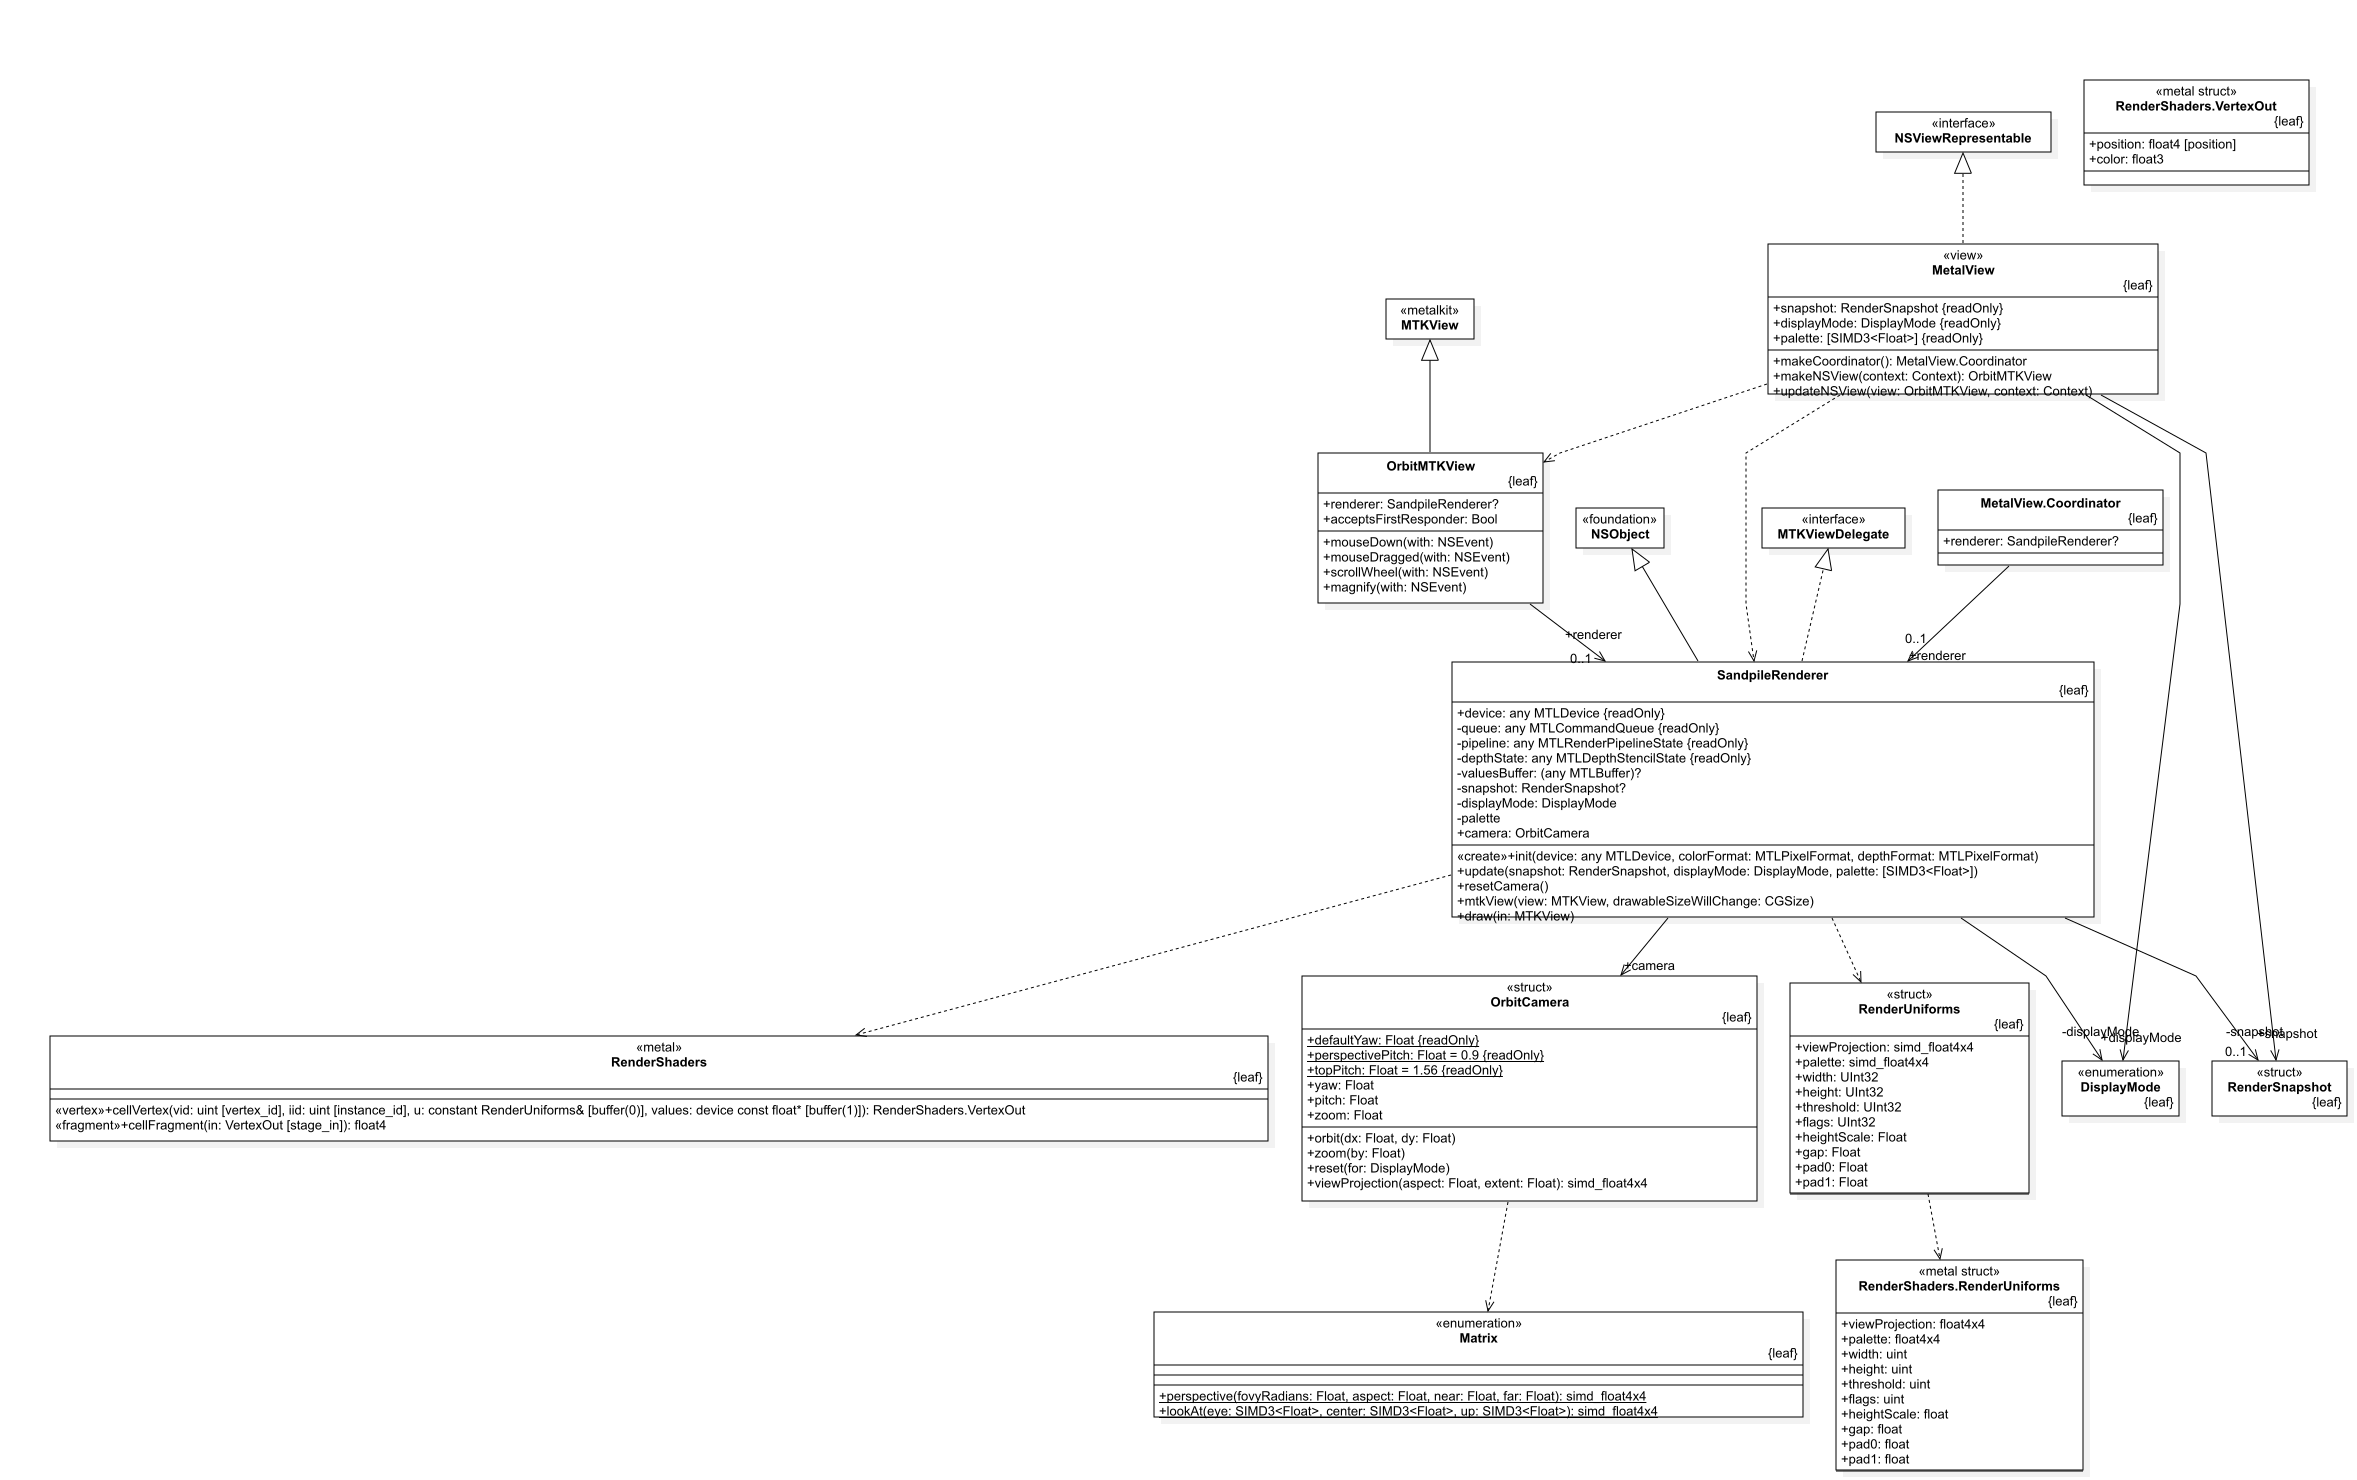 «metal struct»
RenderShaders.VertexOut
{leaf}
+position: float4 [position]
+color: float3
«interface»
NSViewRepresentable
«view»
MetalView
{leaf}
+snapshot: RenderSnapshot {readOnly}
+displayMode: DisplayMode {readOnly}
+palette: [SIMD3<Float>] {readOnly}
+makeCoordinator(): MetalView.Coordinator
+makeNSView(context: Context): OrbitMTKView
+updateNSView(view: OrbitMTKView, context: Context)
«metalkit»
MTKView
OrbitMTKView
{leaf}
+renderer: SandpileRenderer?
+acceptsFirstResponder: Bool
+mouseDown(with: NSEvent)
+mouseDragged(with: NSEvent)
+scrollWheel(with: NSEvent)
+magnify(with: NSEvent)
«foundation»
NSObject
«interface»
MTKViewDelegate
MetalView.Coordinator
{leaf}
+renderer: SandpileRenderer?
+renderer
0..1
0..1
+renderer
SandpileRenderer
{leaf}
+device: any MTLDevice {readOnly}
-queue: any MTLCommandQueue {readOnly}
-pipeline: any MTLRenderPipelineState {readOnly}
-depthState: any MTLDepthStencilState {readOnly}
-valuesBuffer: (any MTLBuffer)?
-snapshot: RenderSnapshot?
-displayMode: DisplayMode
-palette
+camera: OrbitCamera
«create»+init(device: any MTLDevice, colorFormat: MTLPixelFormat, depthFormat: MTLPixelFormat)
+update(snapshot: RenderSnapshot, displayMode: DisplayMode, palette: [SIMD3<Float>])
+resetCamera()
+mtkView(view: MTKView, drawableSizeWillChange: CGSize)
+draw(in: MTKView)
+camera
-displayMode
+displayMode
-snapshot
+snapshot
0..1
«metal»
RenderShaders
{leaf}
«vertex»+cellVertex(vid: uint [vertex_id], iid: uint [instance_id], u: constant RenderUniforms& [buffer(0)], values: device const float* [buffer(1)]): RenderShaders.VertexOut
«fragment»+cellFragment(in: VertexOut [stage_in]): float4
«struct»
OrbitCamera
{leaf}
+defaultYaw: Float {readOnly}
+perspectivePitch: Float = 0.9 {readOnly}
+topPitch: Float = 1.56 {readOnly}
+yaw: Float
+pitch: Float
+zoom: Float
+orbit(dx: Float, dy: Float)
+zoom(by: Float)
+reset(for: DisplayMode)
+viewProjection(aspect: Float, extent: Float): simd_float4x4
«struct»
RenderUniforms
{leaf}
+viewProjection: simd_float4x4
+palette: simd_float4x4
+width: UInt32
+height: UInt32
+threshold: UInt32
+flags: UInt32
+heightScale: Float
+gap: Float
+pad0: Float
+pad1: Float
«enumeration»
DisplayMode
{leaf}
«struct»
RenderSnapshot
{leaf}
«enumeration»
Matrix
{leaf}
+perspective(fovyRadians: Float, aspect: Float, near: Float, far: Float): simd_float4x4
+lookAt(eye: SIMD3<Float>, center: SIMD3<Float>, up: SIMD3<Float>): simd_float4x4
«metal struct»
RenderShaders.RenderUniforms
{leaf}
+viewProjection: float4x4
+palette: float4x4
+width: uint
+height: uint
+threshold: uint
+flags: uint
+heightScale: float
+gap: float
+pad0: float
+pad1: float